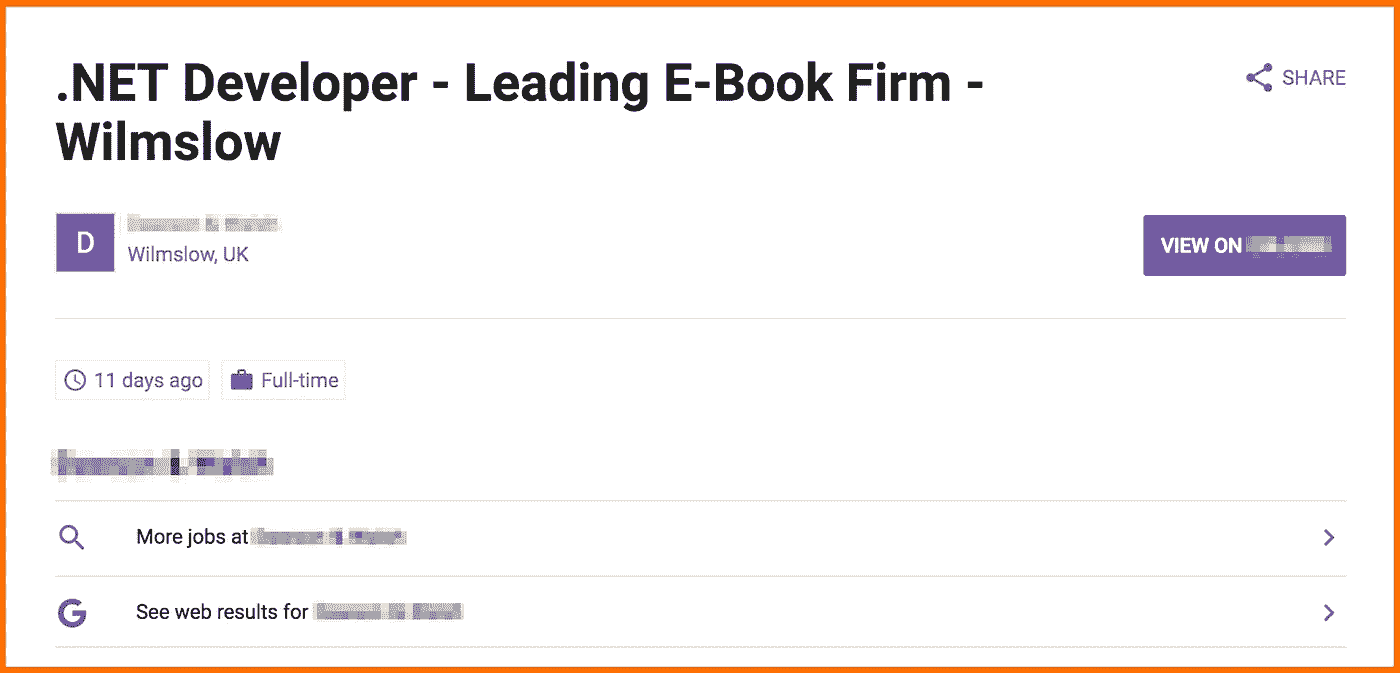 .NET Developer - Leading E-Book Firm -
Wilmslow
SHARE
D
Wilmslow, UK
VIEW ON
11 days ago
Full-time
More jobs at
See web results for